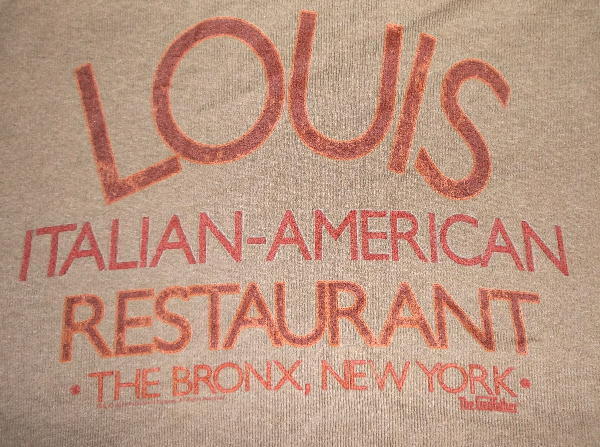 LOUIS
ITALIAN-AMERICAN
RESTAURANT
• THE BRONX, NEW YORK •
The Godfather